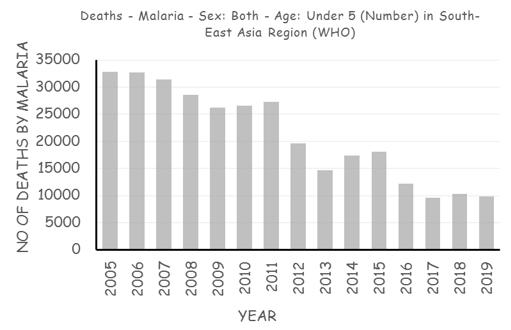 Deaths - Malaria - Sex: Both - Age: Under 5 (Number) in South-
East Asia Region (WHO)
NO OF DEATHS BY MALARIA
35000
30000
25000
20000
15000
10000
5000
0
2005 2006 2007 2008 2009 2010 2011 2012 2013 2014 2015 2016 2017 2018 2019
YEAR